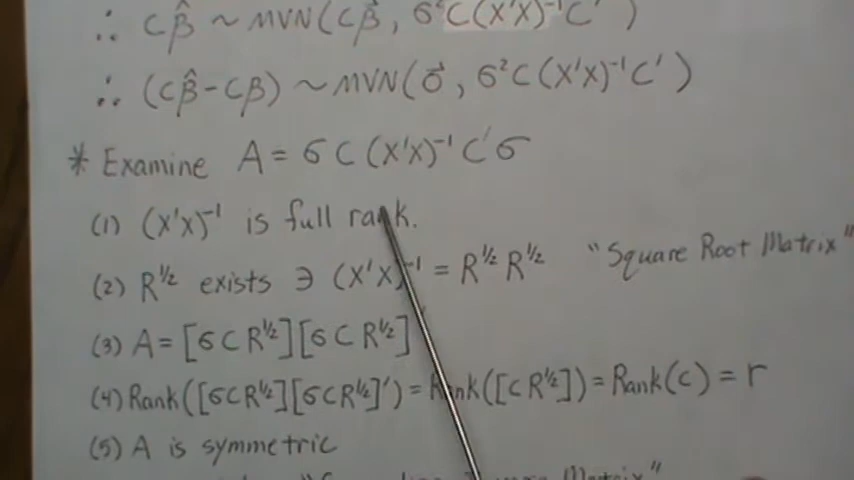 ∴ Cβ̂ ~ MVN(Cβ⃗, σ²C(X'X)⁻¹C')
∴ (Cβ̂-Cβ) ~ MVN(0⃗, σ²C(X'X)⁻¹C')
* Examine A = σC(X'X)⁻¹C'σ
(1) (X'X)⁻¹ is full rank.
(2) R^½ exists ∋ (X'X)⁻¹ = R^½ R^½ "Square Root Matrix"
(3) A = [σCR^½][σCR^½]
(4) Rank([σCR^½][σCR^½]') = Rank([CR^½]) = Rank(C) = r
(5) A is symmetric
Matrix"